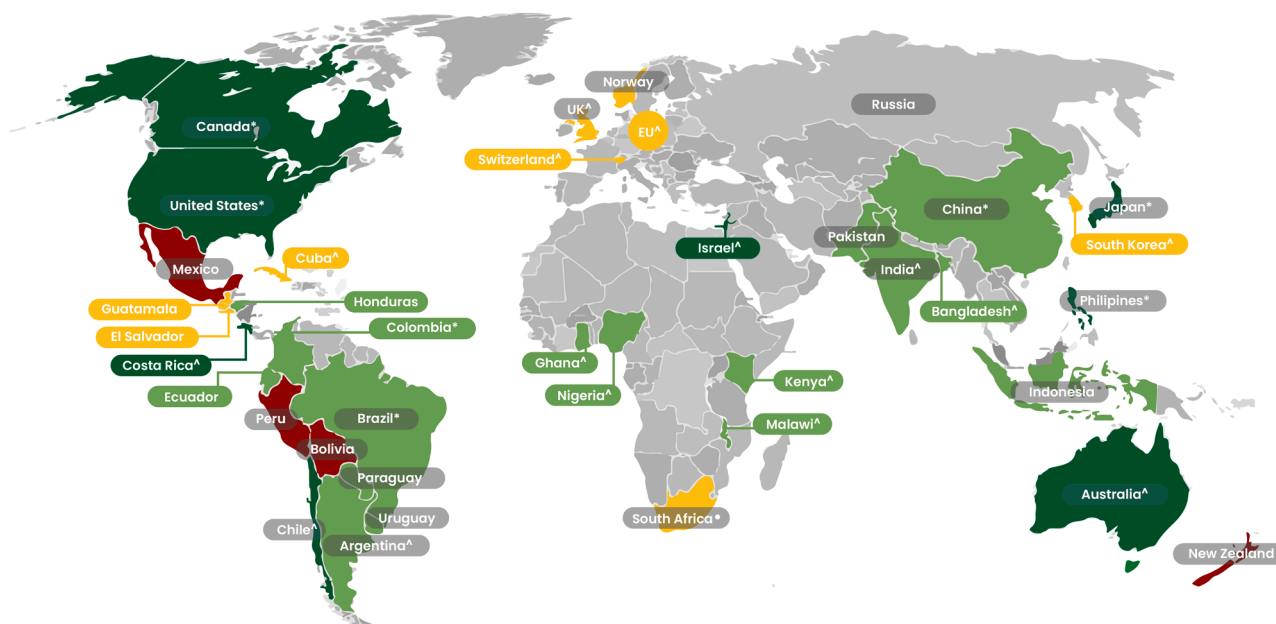 Norway
UK^
Russia
Canada*
EU^
Switzerland^
United States*
Japan*
China*
Pakistan
Israel^
South Korea^
Cuba^
Mexico
India^
Guatamala
Honduras
Philipines*
Bangladesh^
Colombia*
El Salvador
Costa Rica^
Ghana^
Kenya^
Ecuador
Nigeria^
Indonesia
Peru
Brazil*
Malawi^
Bolivia
Paraguay
Australia^
Uruguay
South Africa*
Chile^
Argentina^
New Zealand